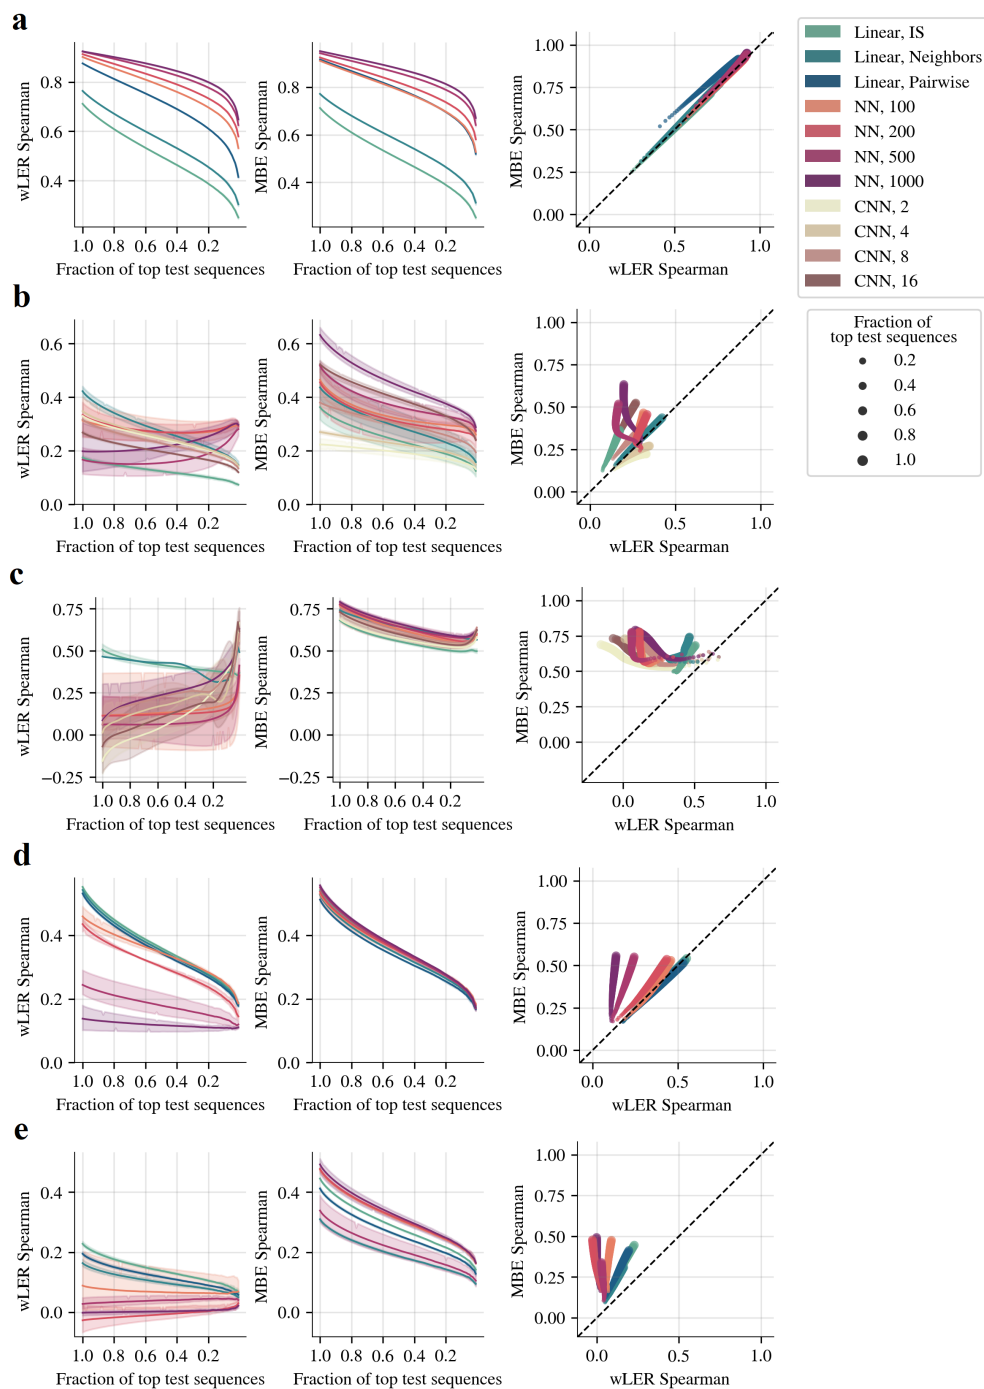 a
wLER Spearman
0.8
0.6
0.4
1.0 0.8 0.6 0.4 0.2
Fraction of top test sequences
MBE Spearman
0.8
0.6
0.4
1.0 0.8 0.6 0.4 0.2
Fraction of top test sequences
MBE Spearman
1.00
0.75
0.50
0.25
0.00
0.0 0.5 1.0
wLER Spearman
Linear, IS
Linear, Neighbors
Linear, Pairwise
NN, 100
NN, 200
NN, 500
NN, 1000
CNN, 2
CNN, 4
CNN, 8
CNN, 16
Fraction of
top test sequences
0.2
0.4
0.6
0.8
1.0
b
wLER Spearman
0.6
0.4
0.2
0.0
1.0 0.8 0.6 0.4 0.2
Fraction of top test sequences
MBE Spearman
0.6
0.4
0.2
0.0
1.0 0.8 0.6 0.4 0.2
Fraction of top test sequences
MBE Spearman
1.00
0.75
0.50
0.25
0.00
0.0 0.5 1.0
wLER Spearman
c
wLER Spearman
0.75
0.50
0.25
0.00
−0.25
1.0 0.8 0.6 0.4 0.2
Fraction of top test sequences
MBE Spearman
0.75
0.50
0.25
0.00
−0.25
1.0 0.8 0.6 0.4 0.2
Fraction of top test sequences
MBE Spearman
1.00
0.75
0.50
0.25
0.00
0.0 0.5 1.0
wLER Spearman
d
wLER Spearman
0.4
0.2
0.0
1.0 0.8 0.6 0.4 0.2
Fraction of top test sequences
MBE Spearman
0.4
0.2
0.0
1.0 0.8 0.6 0.4 0.2
Fraction of top test sequences
MBE Spearman
1.00
0.75
0.50
0.25
0.00
0.0 0.5 1.0
wLER Spearman
e
wLER Spearman
0.4
0.2
0.0
1.0 0.8 0.6 0.4 0.2
Fraction of top test sequences
MBE Spearman
0.4
0.2
0.0
1.0 0.8 0.6 0.4 0.2
Fraction of top test sequences
MBE Spearman
1.00
0.75
0.50
0.25
0.00
0.0 0.5 1.0
wLER Spearman